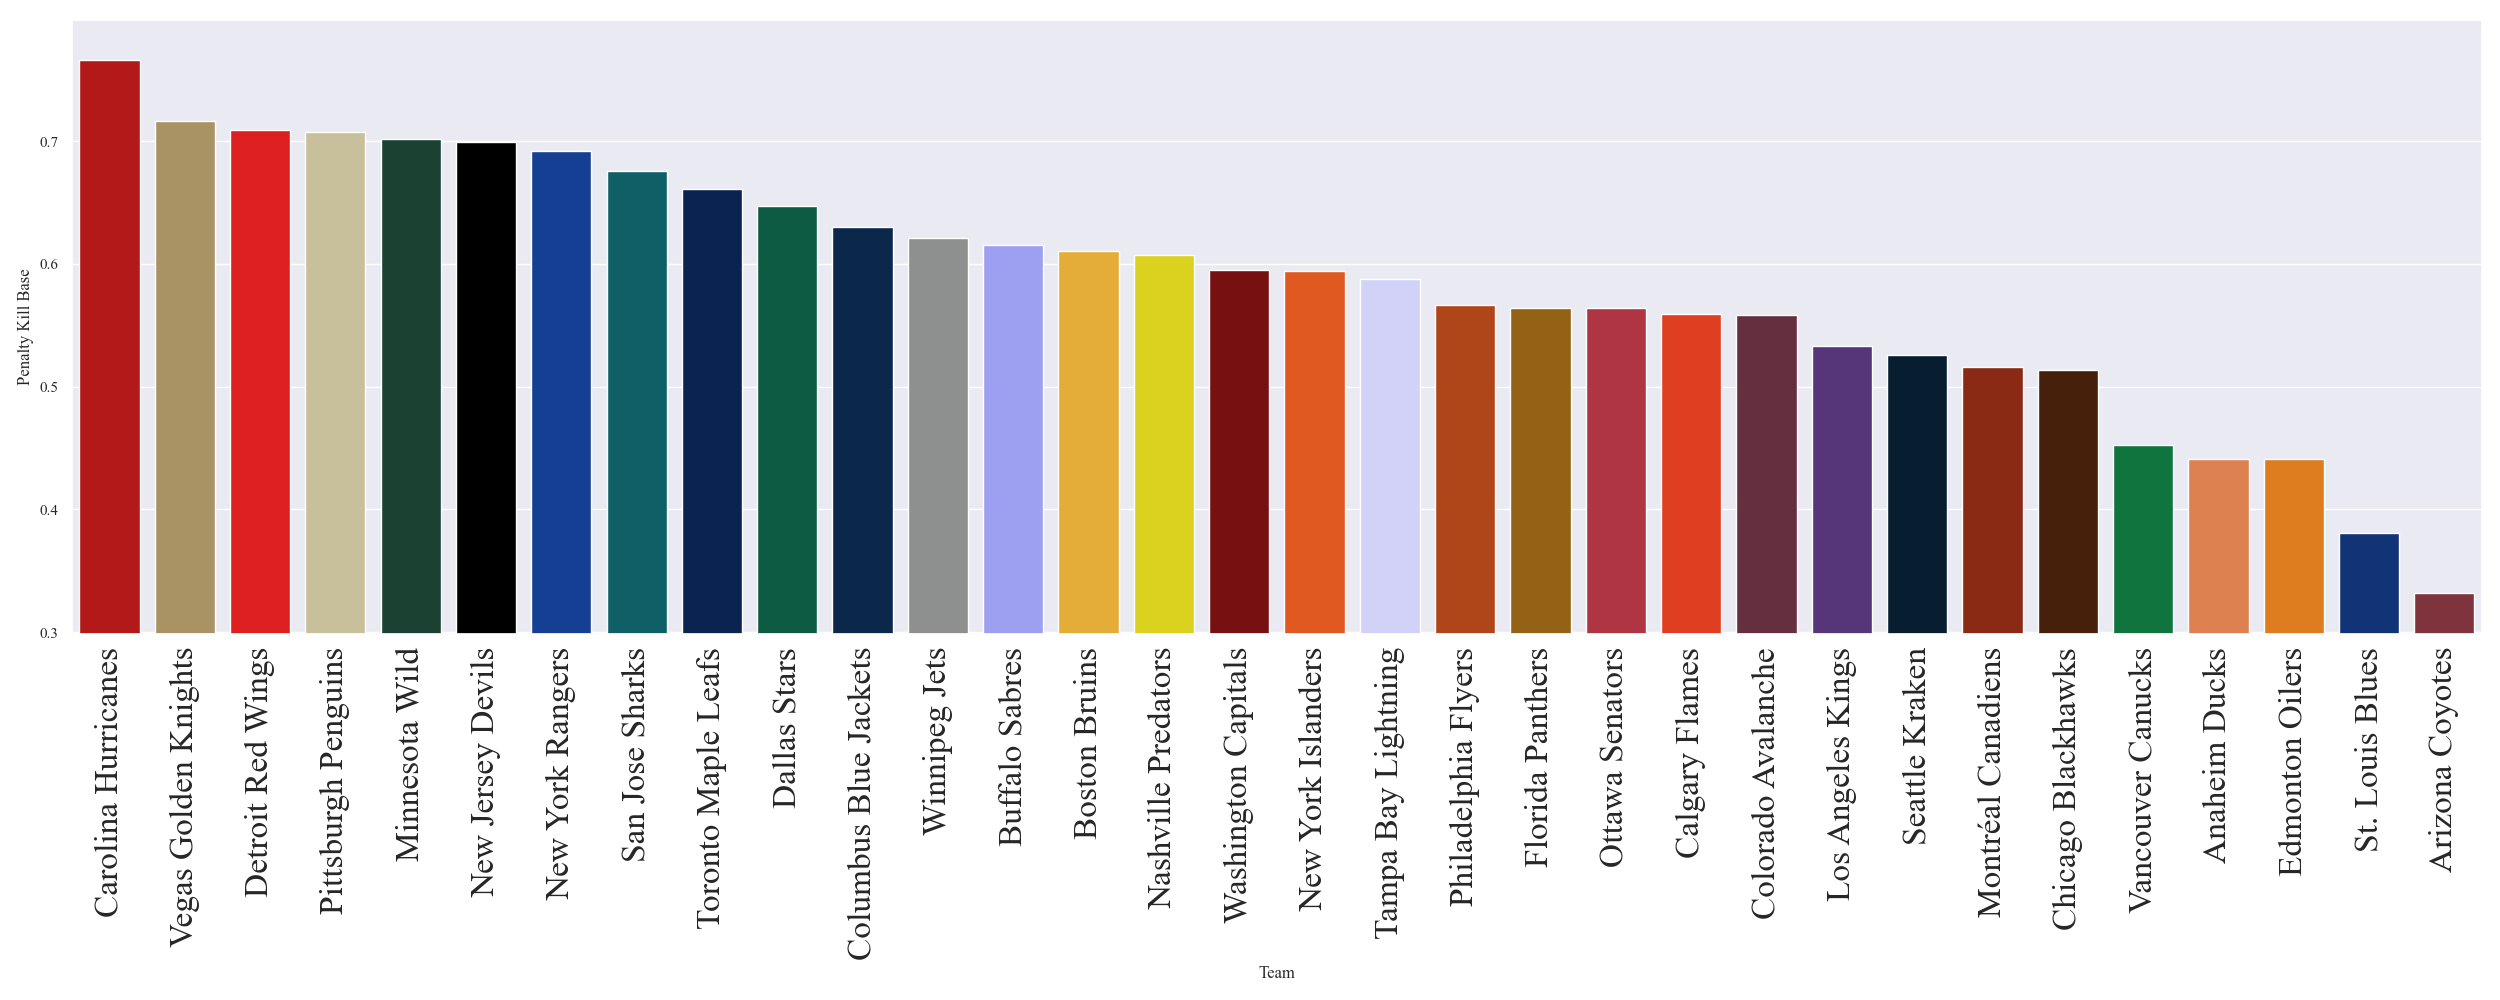 0.7
0.6
0.5
0.4
0.3
Penalty Kill Base
Carolina Hurricanes
Vegas Golden Knights
Detroit Red Wings
Pittsburgh Penguins
Minnesota Wild
New Jersey Devils
New York Rangers
San Jose Sharks
Toronto Maple Leafs
Dallas Stars
Columbus Blue Jackets
Winnipeg Jets
Buffalo Sabres
Boston Bruins
Nashville Predators
Washington Capitals
New York Islanders
Tampa Bay Lightning
Philadelphia Flyers
Florida Panthers
Ottawa Senators
Calgary Flames
Colorado Avalanche
Los Angeles Kings
Seattle Kraken
Montréal Canadiens
Chicago Blackhawks
Vancouver Canucks
Anaheim Ducks
Edmonton Oilers
St. Louis Blues
Arizona Coyotes
Team